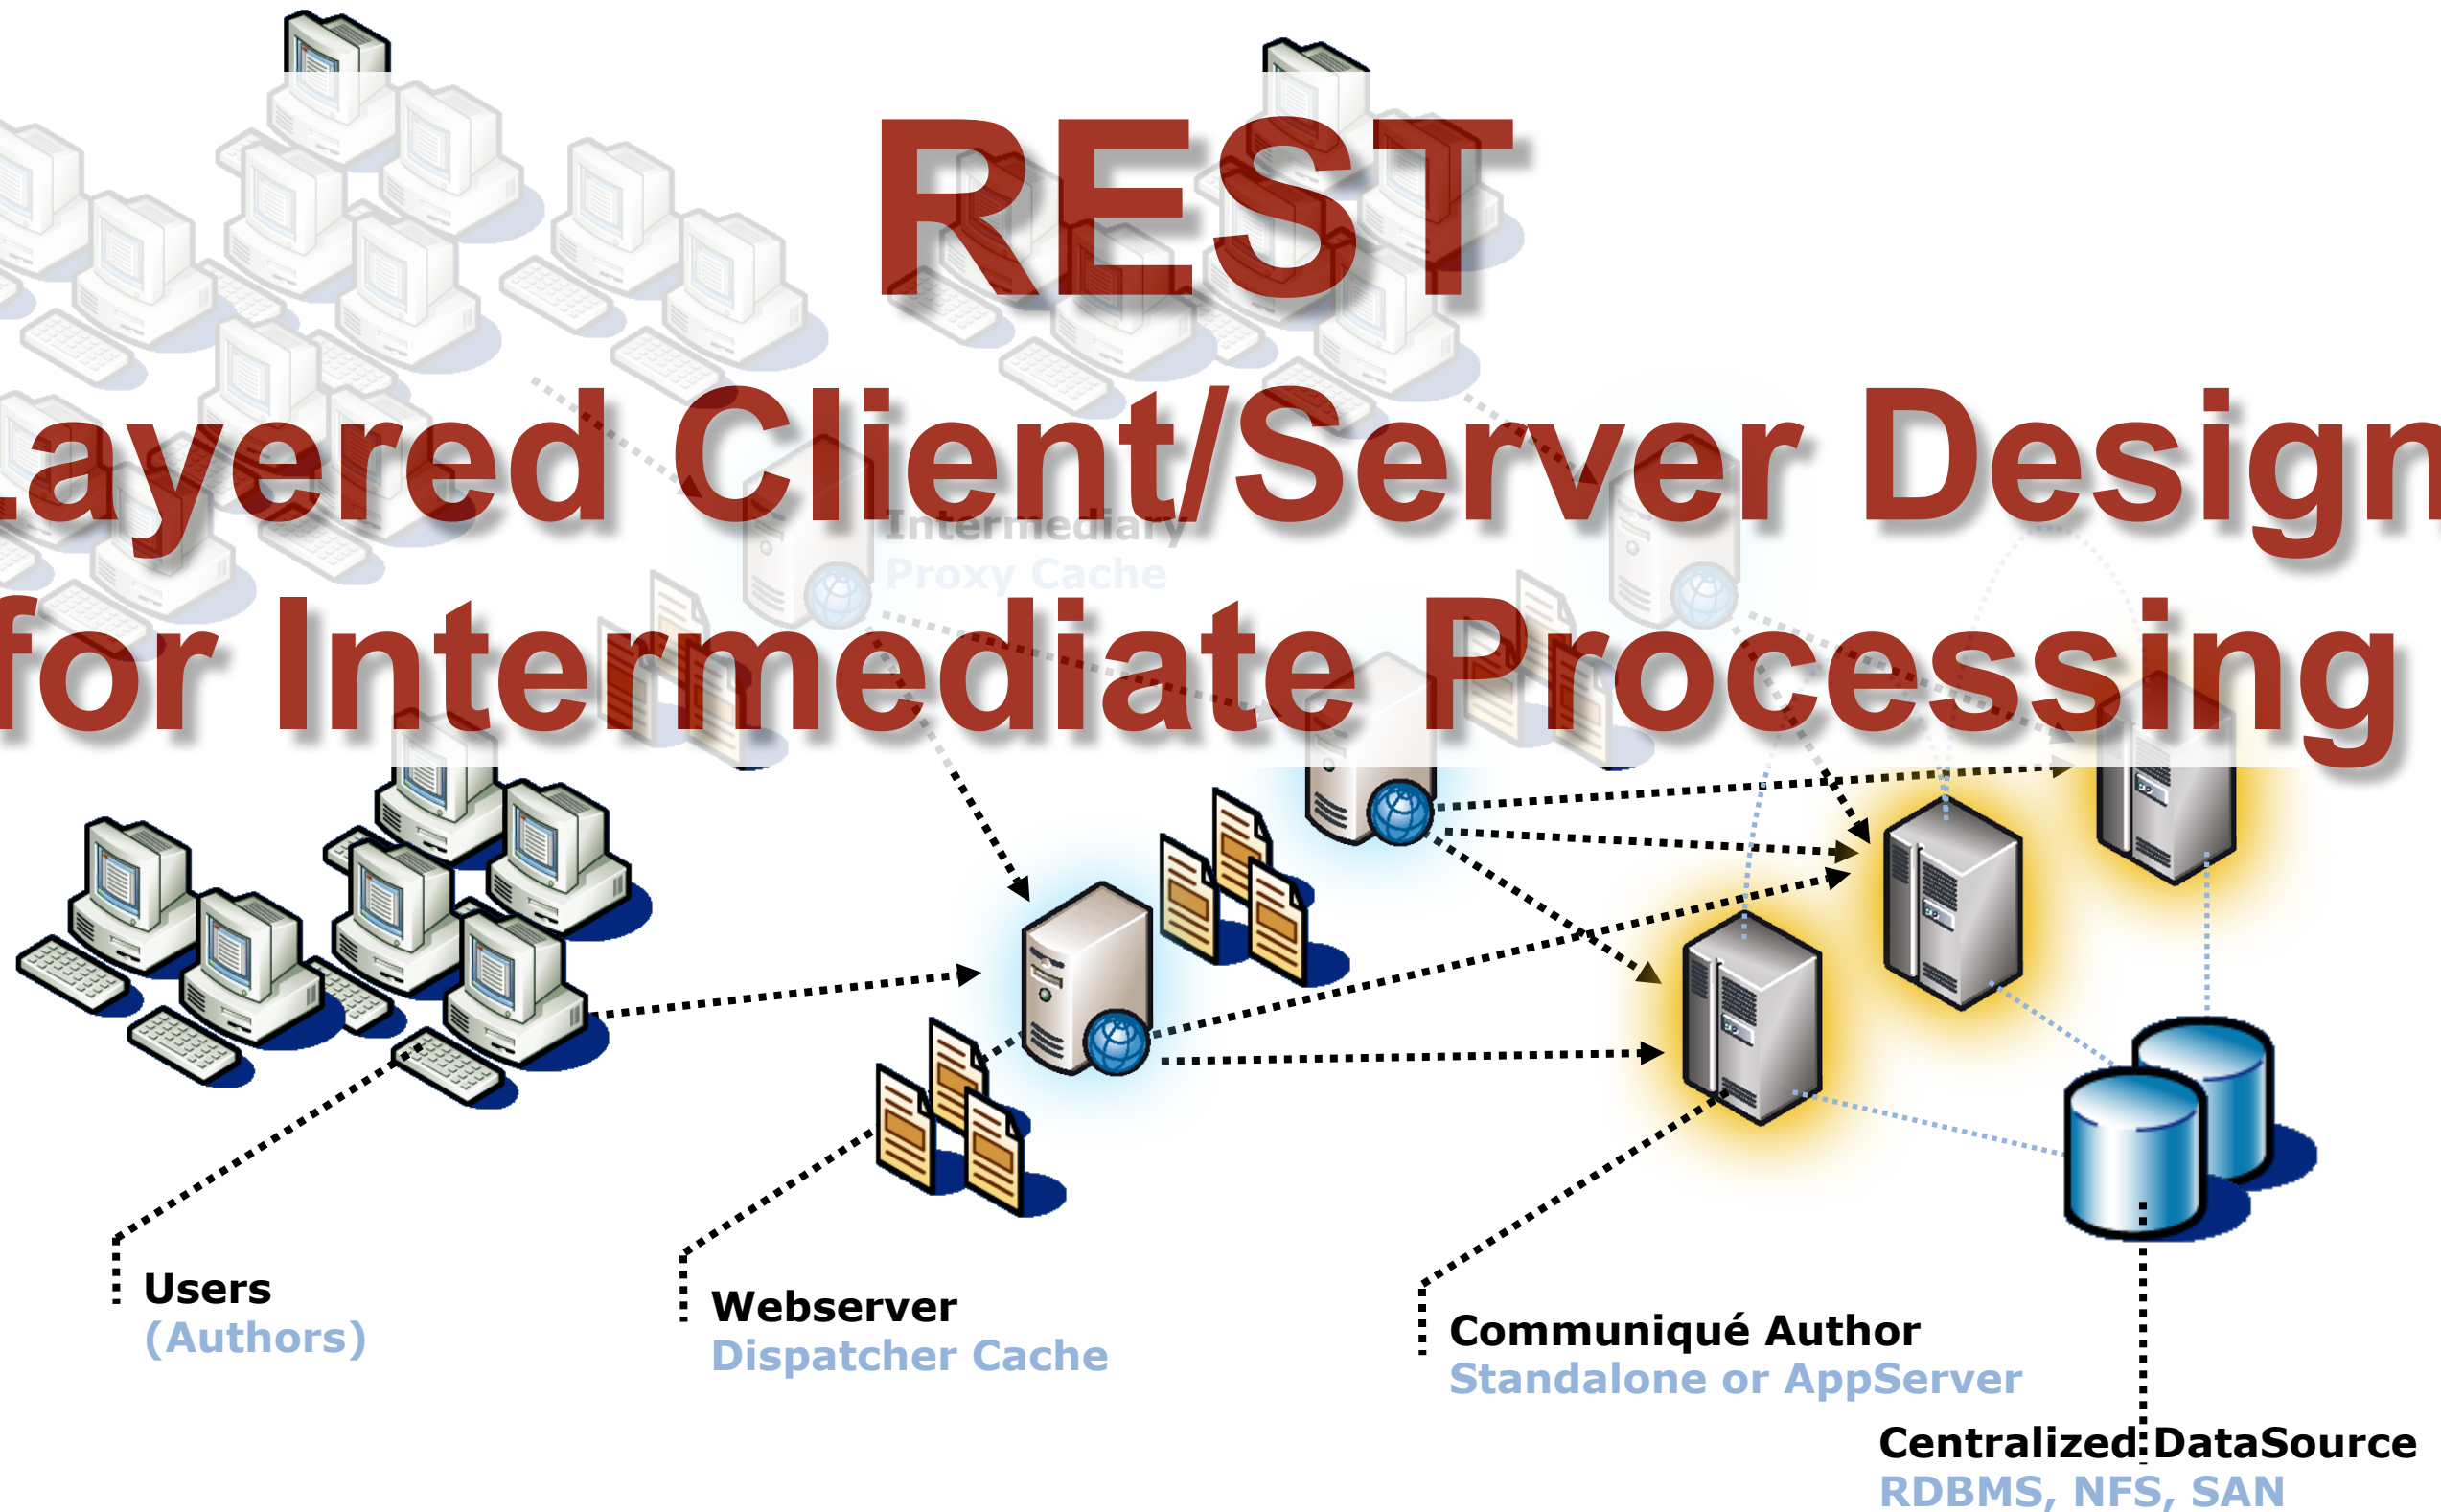 REST
Layered Client/Server Design
Intermediary
Proxy Cache
for Intermediate Processing
Users
(Authors)
Webserver
Dispatcher Cache
Communiqué Author
Standalone or AppServer
Centralized DataSource
RDBMS, NFS, SAN